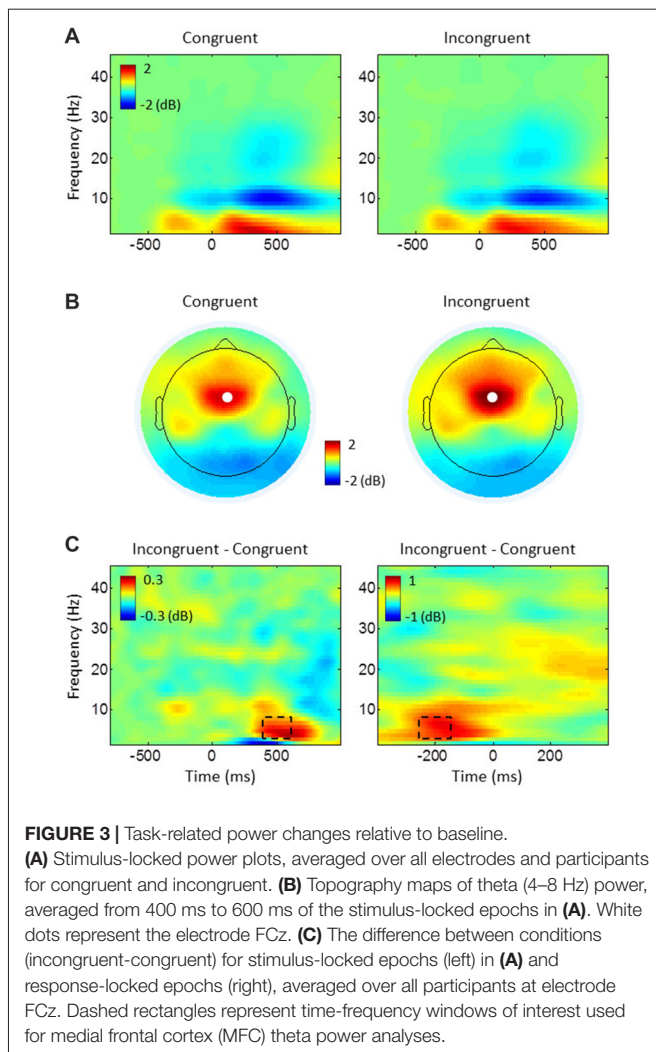 A
Congruent
Incongruent
2
-2 (dB)
Frequency (Hz)
40
30
20
10
-500
0
500
-500
0
500
B
Congruent
Incongruent
2
-2 (dB)
C
Incongruent - Congruent
Incongruent - Congruent
0.3
-0.3 (dB)
1
-1 (dB)
Frequency (Hz)
40
30
20
10
40
30
20
10
-500
0
500
-200
0
200
Time (ms)
Time (ms)
FIGURE 3 | Task-related power changes relative to baseline.
(A) Stimulus-locked power plots, averaged over all electrodes and participants
for congruent and incongruent. (B) Topography maps of theta (4–8 Hz) power,
averaged from 400 ms to 600 ms of the stimulus-locked epochs in (A). White
dots represent the electrode FCz. (C) The difference between conditions
(incongruent-congruent) for stimulus-locked epochs (left) in (A) and
response-locked epochs (right), averaged over all participants at electrode
FCz. Dashed rectangles represent time-frequency windows of interest used
for medial frontal cortex (MFC) theta power analyses.